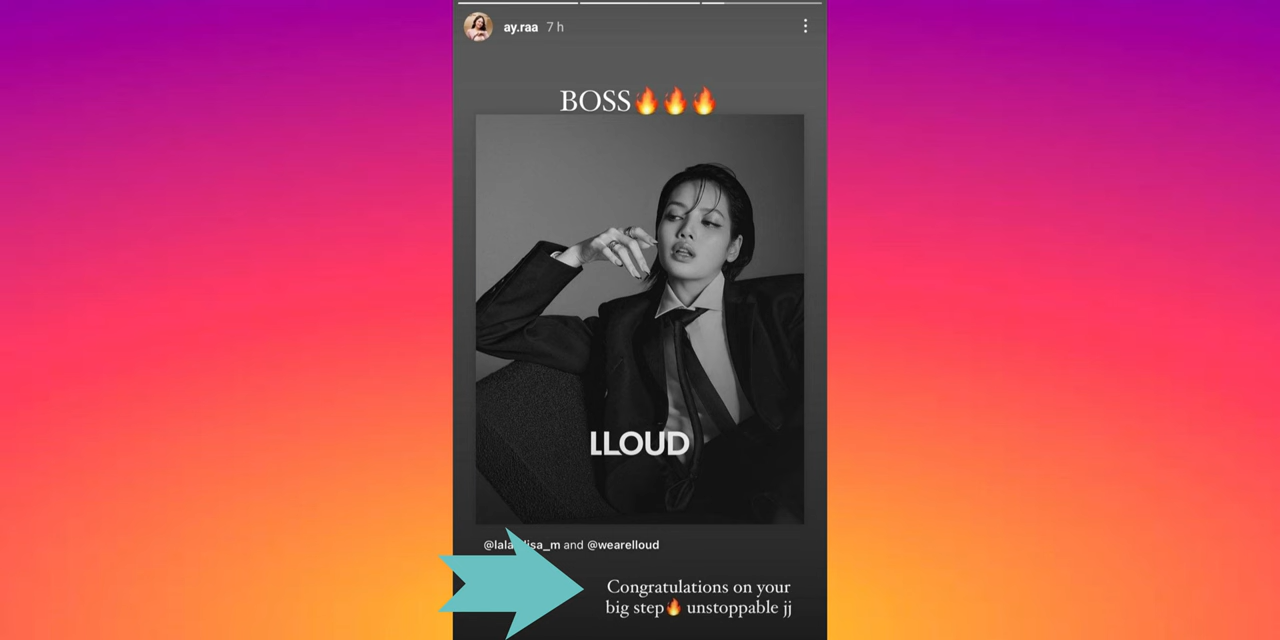 ay.raa 7 h
BOSS🔥🔥🔥
LLOUD
and @wearelloud
Congratulations on your
big step🔥 unstoppable jj